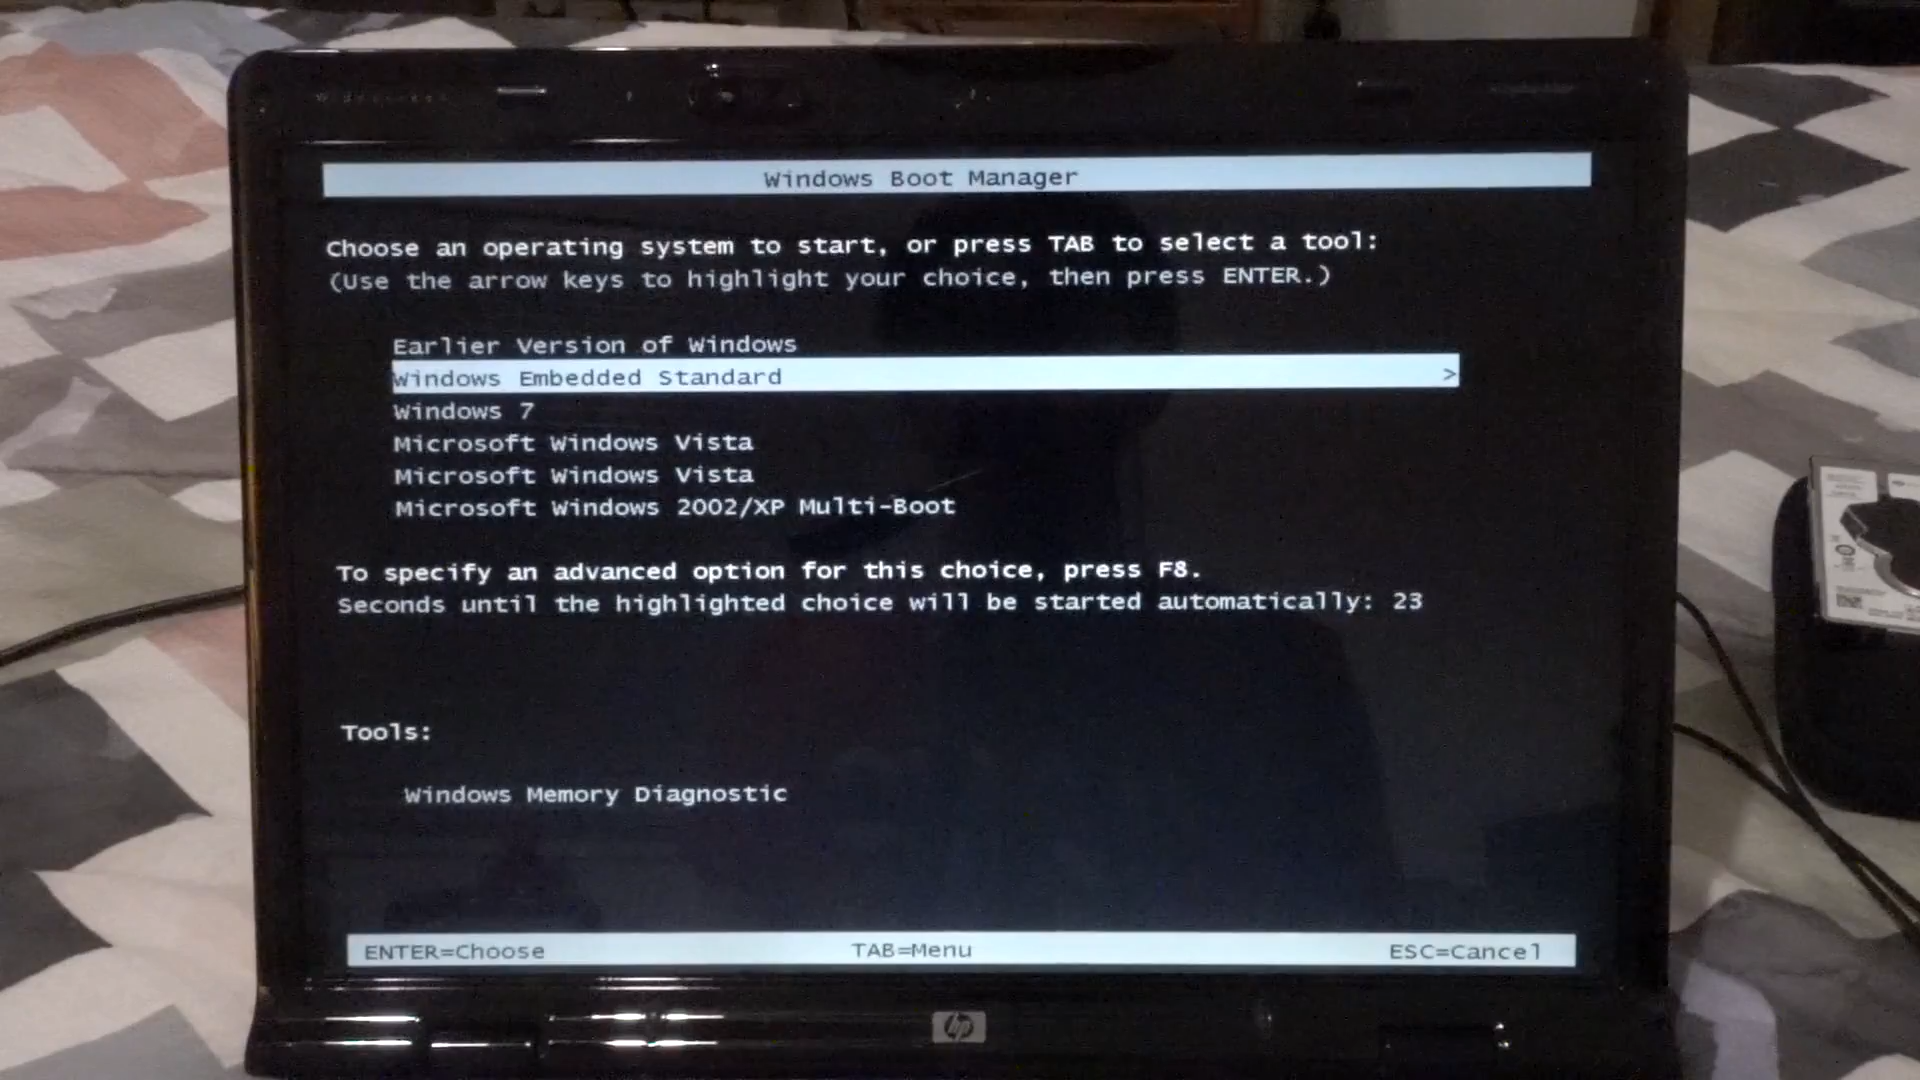 Windows Boot Manager
Choose an operating system to start, or press TAB to select a tool:
(Use the arrow keys to highlight your choice, then press ENTER.)
Earlier Version of Windows
Windows Embedded Standard >
Windows 7
Microsoft Windows Vista
Microsoft Windows Vista
Microsoft Windows 2002/XP Multi-Boot
To specify an advanced option for this choice, press F8.
Seconds until the highlighted choice will be started automatically: 23
Tools:
Windows Memory Diagnostic
ENTER=Choose TAB=Menu ESC=Cancel
hp